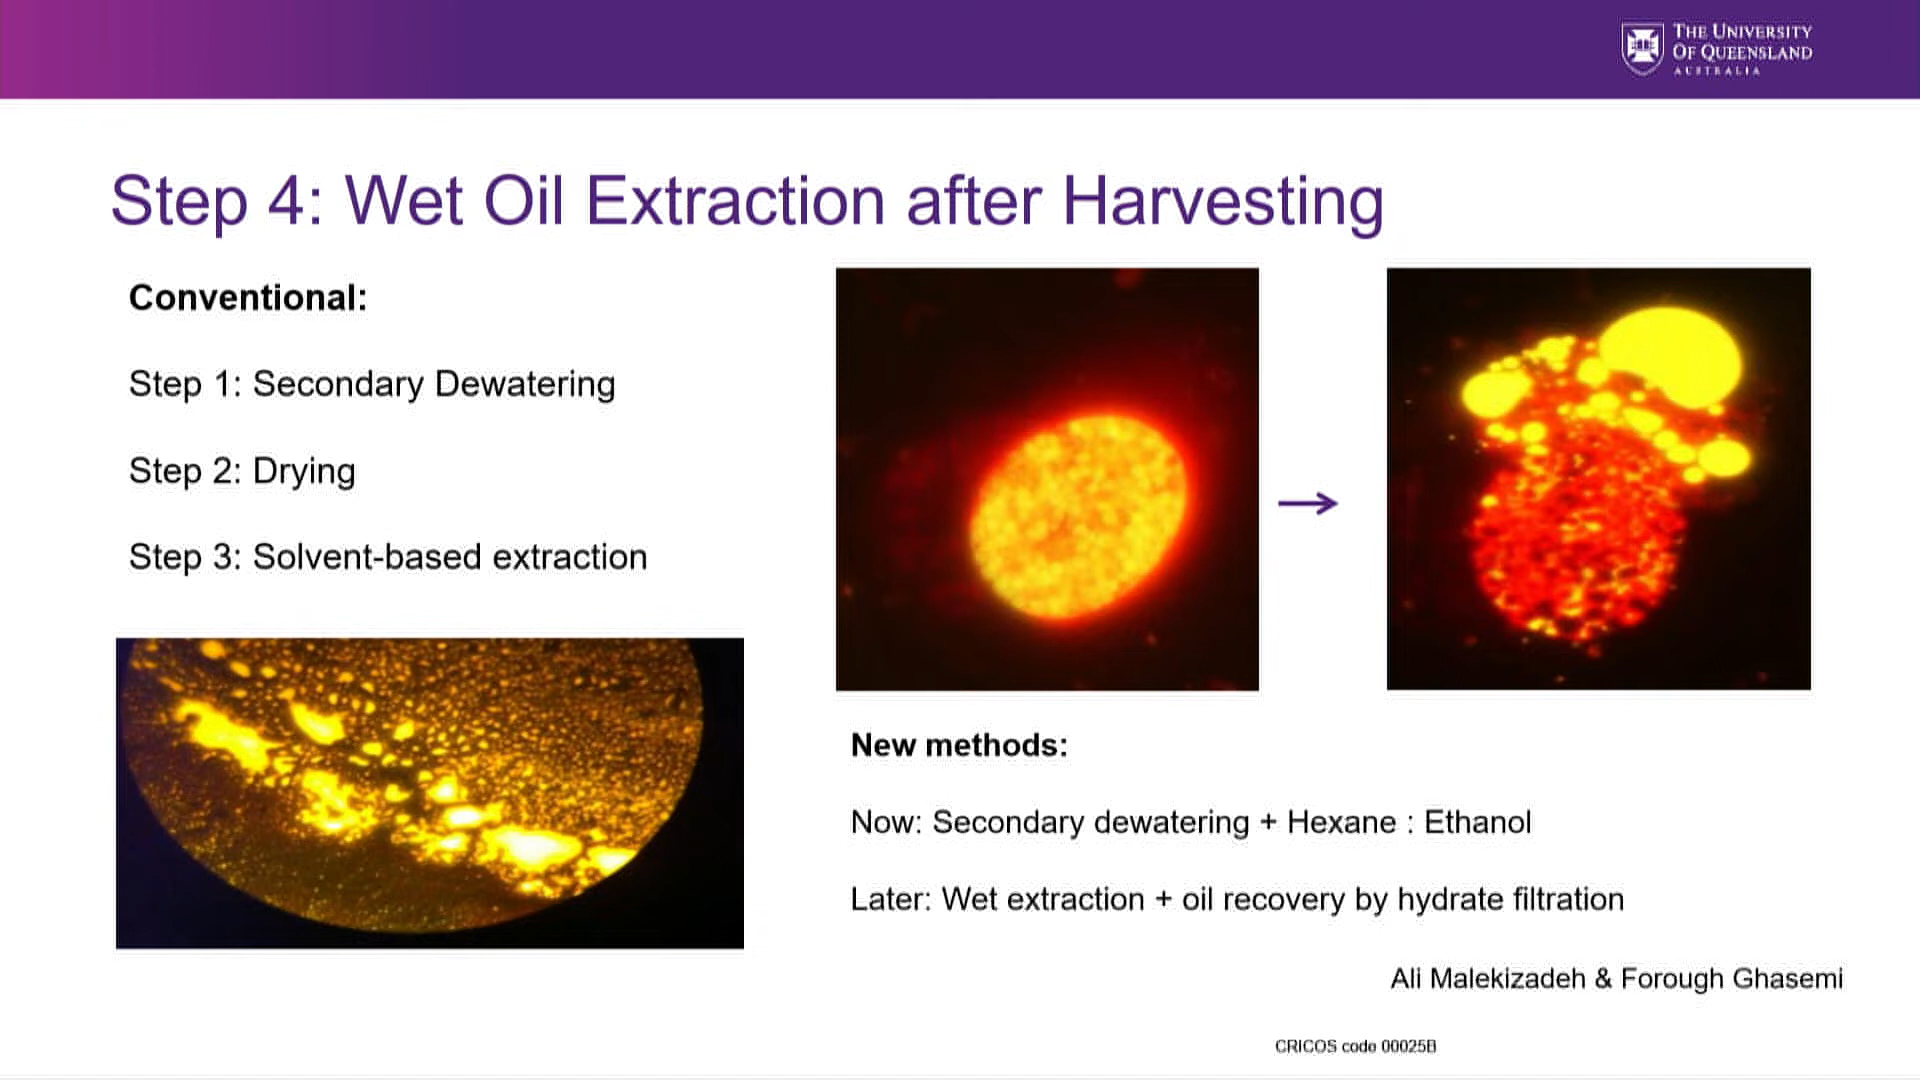 THE UNIVERSITY
OF QUEENSLAND
AUSTRALIA
Step 4: Wet Oil Extraction after Harvesting
Conventional:
Step 1: Secondary Dewatering
Step 2: Drying
Step 3: Solvent-based extraction
New methods:
Now: Secondary dewatering + Hexane : Ethanol
Later: Wet extraction + oil recovery by hydrate filtration
Ali Malekizadeh & Forough Ghasemi
CRICOS code 00025B